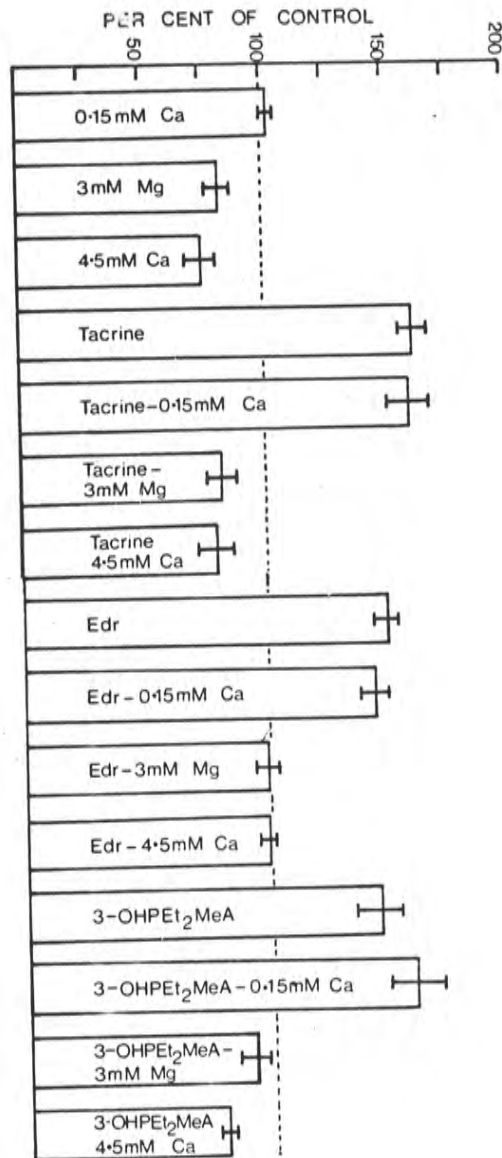 PER CENT OF CONTROL
50
100
150
200
0·15mM Ca
3mM Mg
4·5mM Ca
Tacrine
Tacrine-0·15mM Ca
Tacrine-
3mM Mg
Tacrine
4·5mM Ca
Edr
Edr-0·15mM Ca
Edr-3mM Mg
Edr-4·5mM Ca
3-OHPEt₂MeA
3-OHPEt₂MeA-0·15mM Ca
3-OHPEt₂MeA-
3mM Mg
3-OHPEt₂MeA
4·5mM Ca